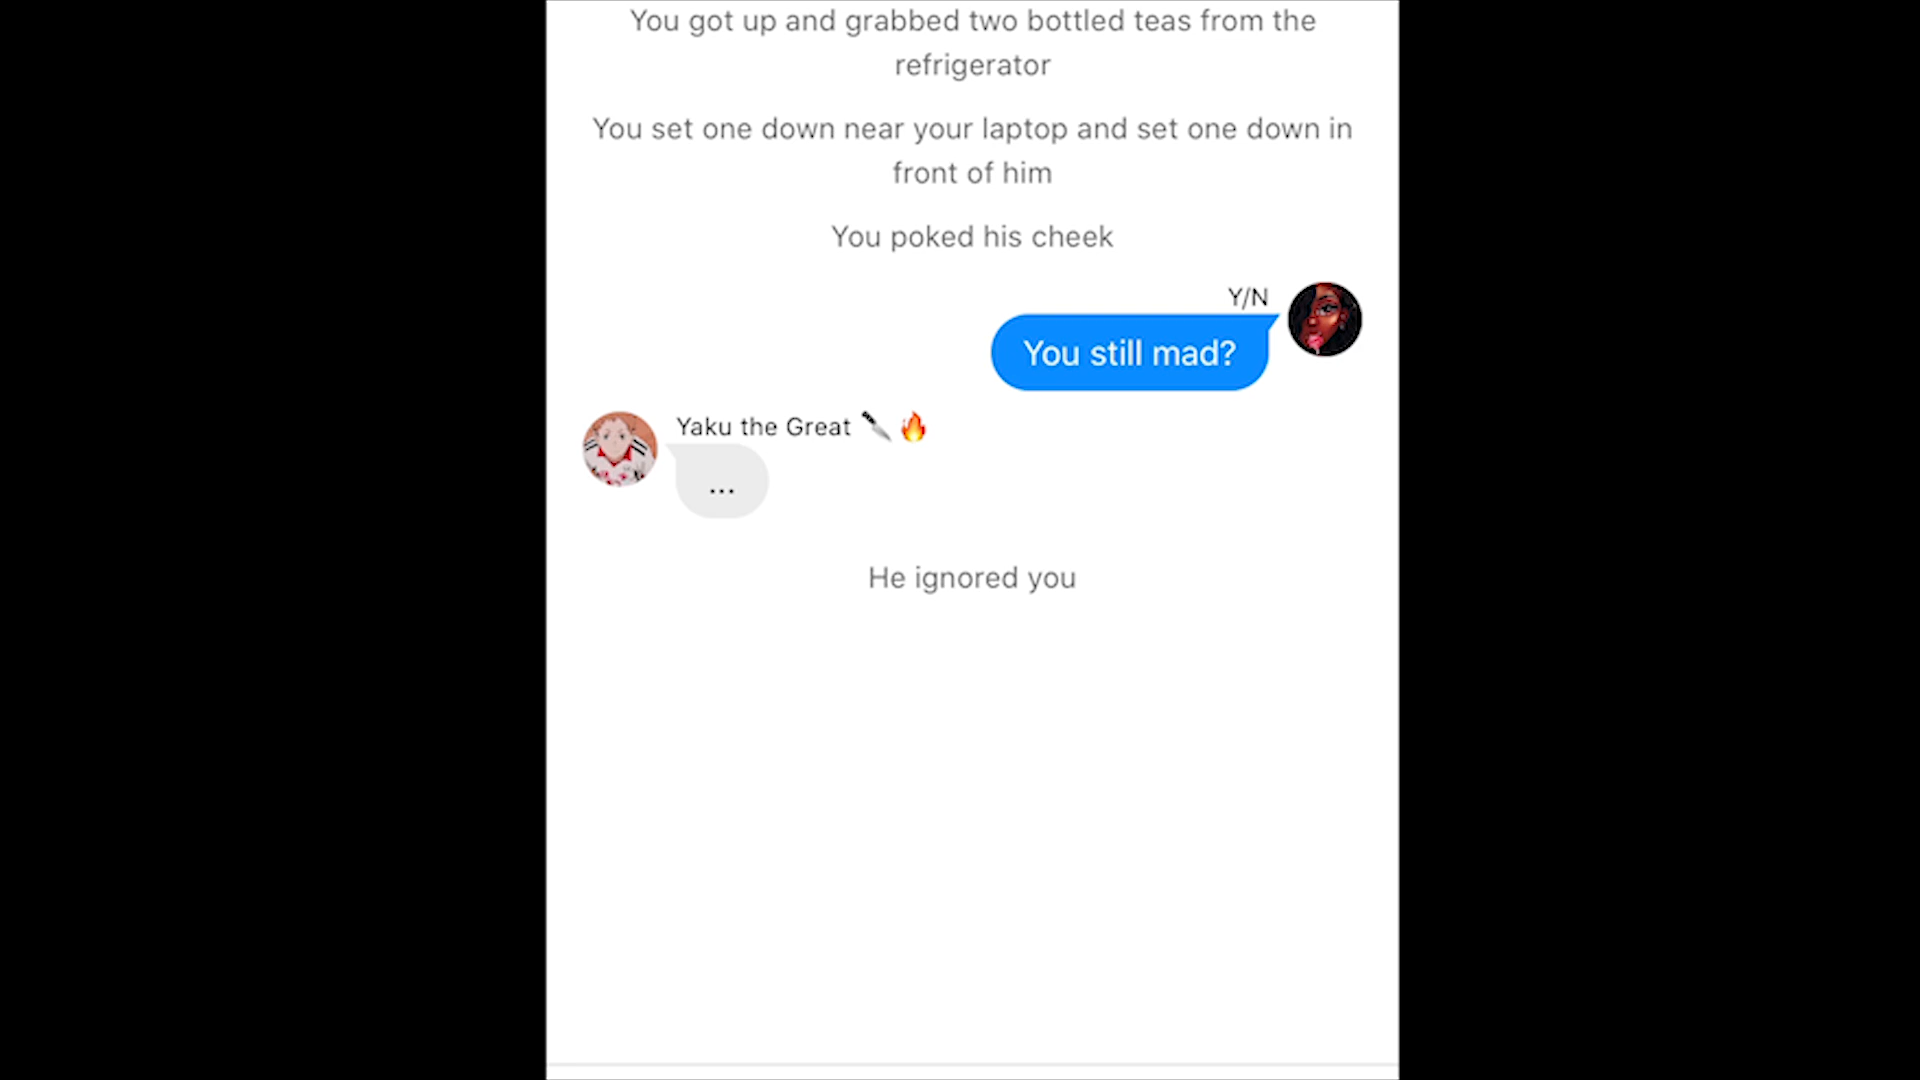 You got up and grabbed two bottled teas from the
refrigerator
You set one down near your laptop and set one down in
front of him
You poked his cheek
Y/N
You still mad?
Yaku the Great 🔪🔥
...
He ignored you